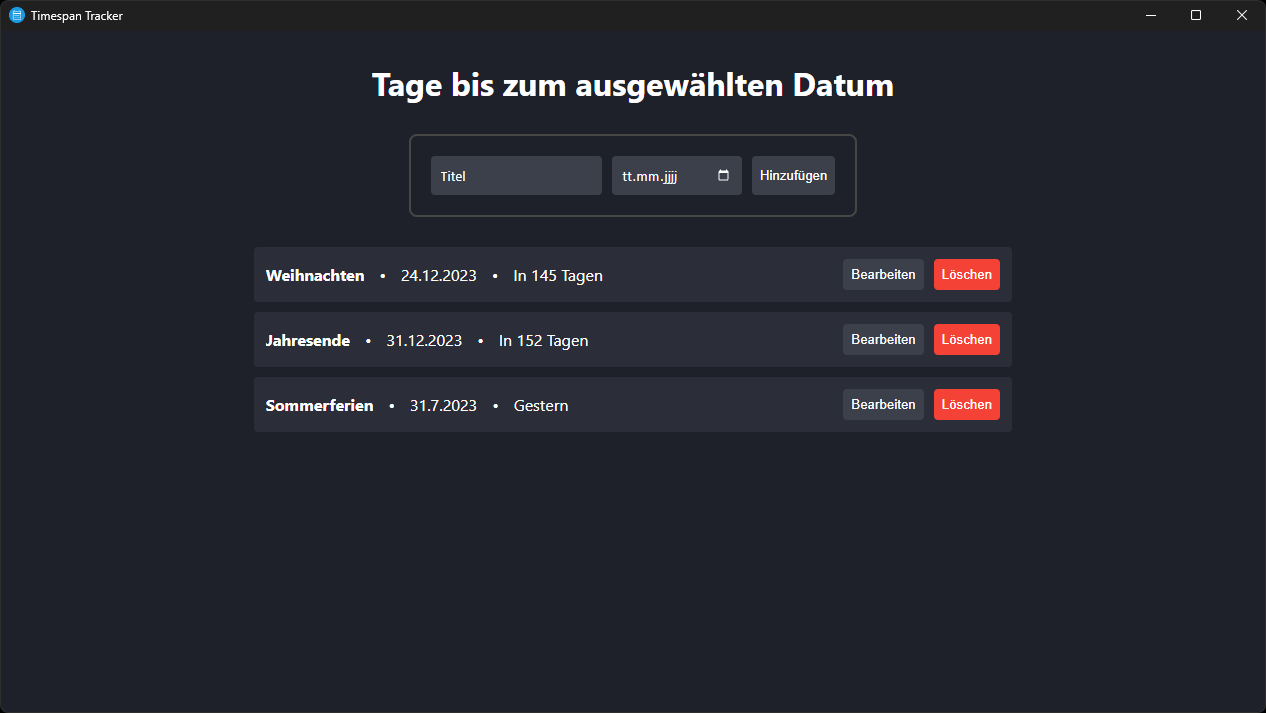 Timespan Tracker
Tage bis zum ausgewählten Datum
Titel tt.mm.jjjj Hinzufügen
Weihnachten • 24.12.2023 • In 145 Tagen Bearbeiten Löschen
Jahresende • 31.12.2023 • In 152 Tagen Bearbeiten Löschen
Sommerferien • 31.7.2023 • Gestern Bearbeiten Löschen